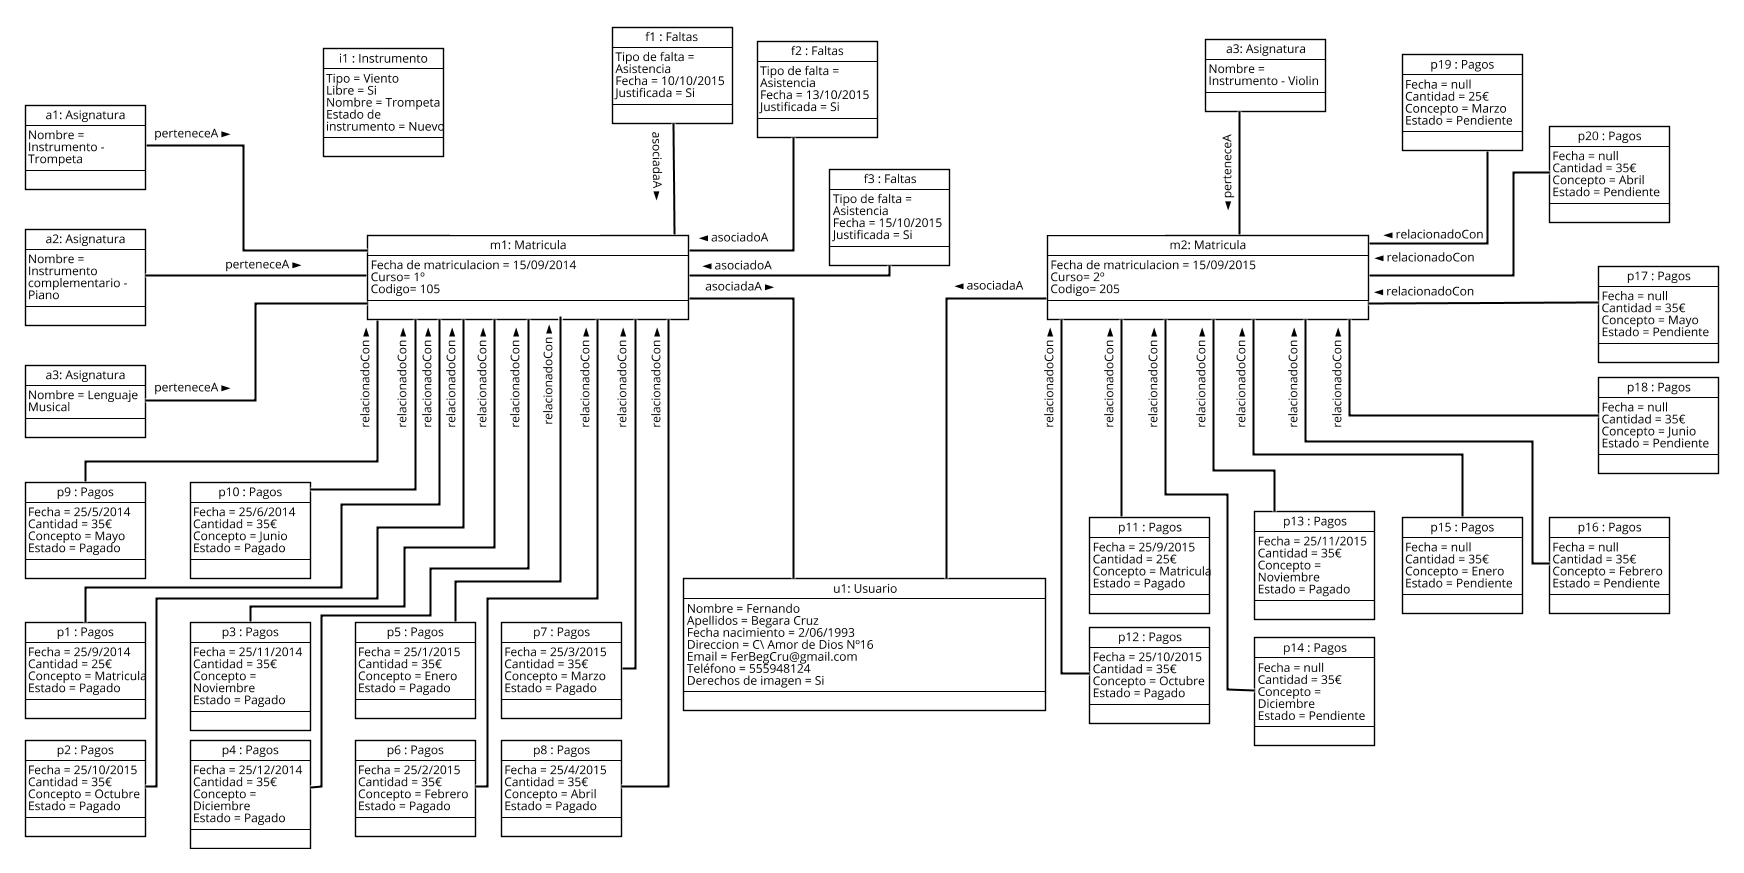 i1 : Instrumento
Tipo = Viento
Libre = Si
Nombre = Trompeta
Estado de
instrumento = Nuevo
f1 : Faltas
Tipo de falta =
Asistencia
Fecha = 10/10/2015
Justificada = Si
f2 : Faltas
Tipo de falta =
Asistencia
Fecha = 13/10/2015
Justificada = Si
f3 : Faltas
Tipo de falta =
Asistencia
Fecha = 15/10/2015
Justificada = Si
a1: Asignatura
Nombre =
Instrumento -
Trompeta
perteneceA ►
a2: Asignatura
Nombre =
Instrumento
complementario -
Piano
perteneceA ►
a3: Asignatura
Nombre = Lenguaje
Musical
perteneceA ►
asociadaA ►
◄ asociadoA
◄ asociadoA
asociadaA ►
m1: Matricula
Fecha de matriculacion = 15/09/2014
Curso= 1º
Codigo= 105
relacionadoCon ►
relacionadoCon ►
relacionadoCon ►
relacionadoCon ►
relacionadoCon ►
relacionadoCon ►
relacionadoCon ►
relacionadoCon ►
relacionadoCon ►
relacionadoCon ►
p9 : Pagos
Fecha = 25/5/2014
Cantidad = 35€
Concepto = Mayo
Estado = Pagado
p10 : Pagos
Fecha = 25/6/2014
Cantidad = 35€
Concepto = Junio
Estado = Pagado
p1 : Pagos
Fecha = 25/9/2014
Cantidad = 25€
Concepto = Matricula
Estado = Pagado
p3 : Pagos
Fecha = 25/11/2014
Cantidad = 35€
Concepto =
Noviembre
Estado = Pagado
p5 : Pagos
Fecha = 25/1/2015
Cantidad = 35€
Concepto = Enero
Estado = Pagado
p7 : Pagos
Fecha = 25/3/2015
Cantidad = 35€
Concepto = Marzo
Estado = Pagado
p2 : Pagos
Fecha = 25/10/2015
Cantidad = 35€
Concepto = Octubre
Estado = Pagado
p4 : Pagos
Fecha = 25/12/2014
Cantidad = 35€
Concepto =
Diciembre
Estado = Pagado
p6 : Pagos
Fecha = 25/2/2015
Cantidad = 35€
Concepto = Febrero
Estado = Pagado
p8 : Pagos
Fecha = 25/4/2015
Cantidad = 35€
Concepto = Abril
Estado = Pagado
u1: Usuario
Nombre = Fernando
Apellidos = Begara Cruz
Fecha nacimiento = 2/06/1993
Direccion = C\ Amor de Dios Nº16
Email = FerBegCru@gmail.com
Teléfono = 555948124
Derechos de imagen = Si
a3: Asignatura
Nombre =
Instrumento - Violin
◄ perteneceA
p19 : Pagos
Fecha = null
Cantidad = 25€
Concepto = Marzo
Estado = Pendiente
p20 : Pagos
Fecha = null
Cantidad = 35€
Concepto = Abril
Estado = Pendiente
◄ relacionadoCon
◄ relacionadoCon
◄ relacionadoCon
◄ asociadaA
m2: Matricula
Fecha de matriculacion = 15/09/2015
Curso= 2º
Codigo= 205
p17 : Pagos
Fecha = null
Cantidad = 35€
Concepto = Mayo
Estado = Pendiente
p18 : Pagos
Fecha = null
Cantidad = 35€
Concepto = Junio
Estado = Pendiente
relacionadoCon ►
relacionadoCon ►
relacionadoCon ►
relacionadoCon ►
relacionadoCon ►
relacionadoCon ►
relacionadoCon ►
p11 : Pagos
Fecha = 25/9/2015
Cantidad = 25€
Concepto = Matricula
Estado = Pagado
p13 : Pagos
Fecha = 25/11/2015
Cantidad = 35€
Concepto =
Noviembre
Estado = Pagado
p15 : Pagos
Fecha = null
Cantidad = 35€
Concepto = Enero
Estado = Pendiente
p16 : Pagos
Fecha = null
Cantidad = 35€
Concepto = Febrero
Estado = Pendiente
p12 : Pagos
Fecha = 25/10/2015
Cantidad = 35€
Concepto = Octubre
Estado = Pagado
p14 : Pagos
Fecha = null
Cantidad = 35€
Concepto =
Diciembre
Estado = Pendiente